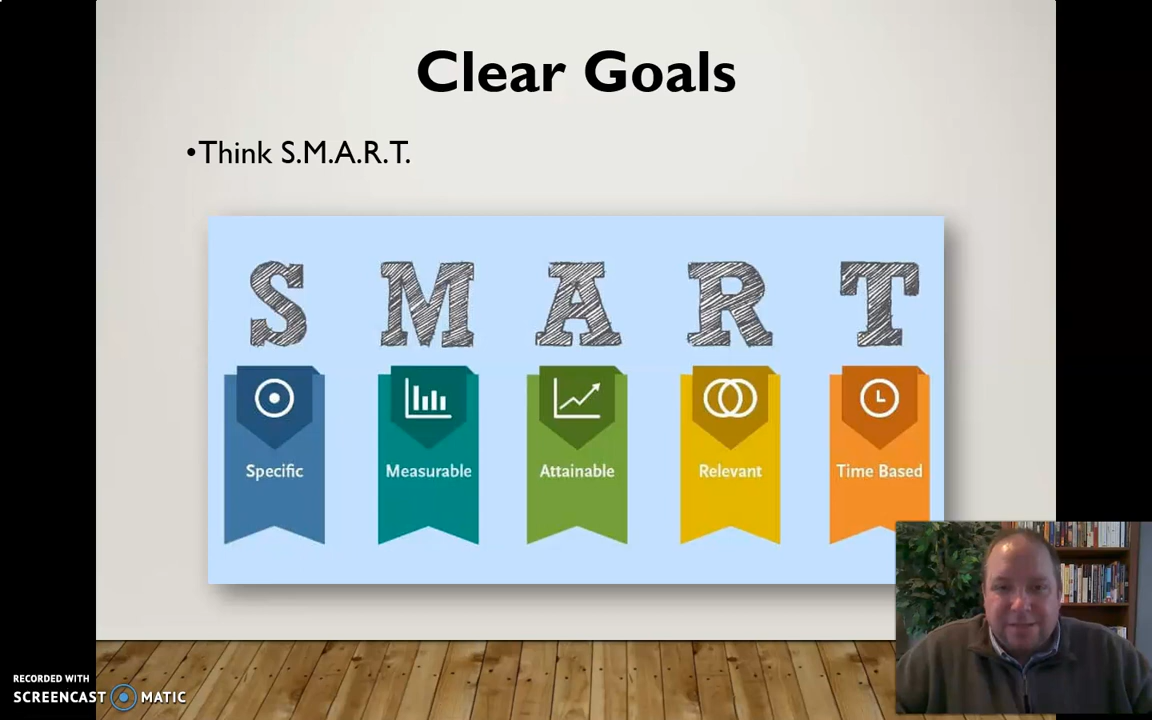 Clear Goals
•Think S.M.A.R.T.
S M A R T
Specific Measurable Attainable Relevant Time Based
RECORDED WITH
SCREENCAST MATIC